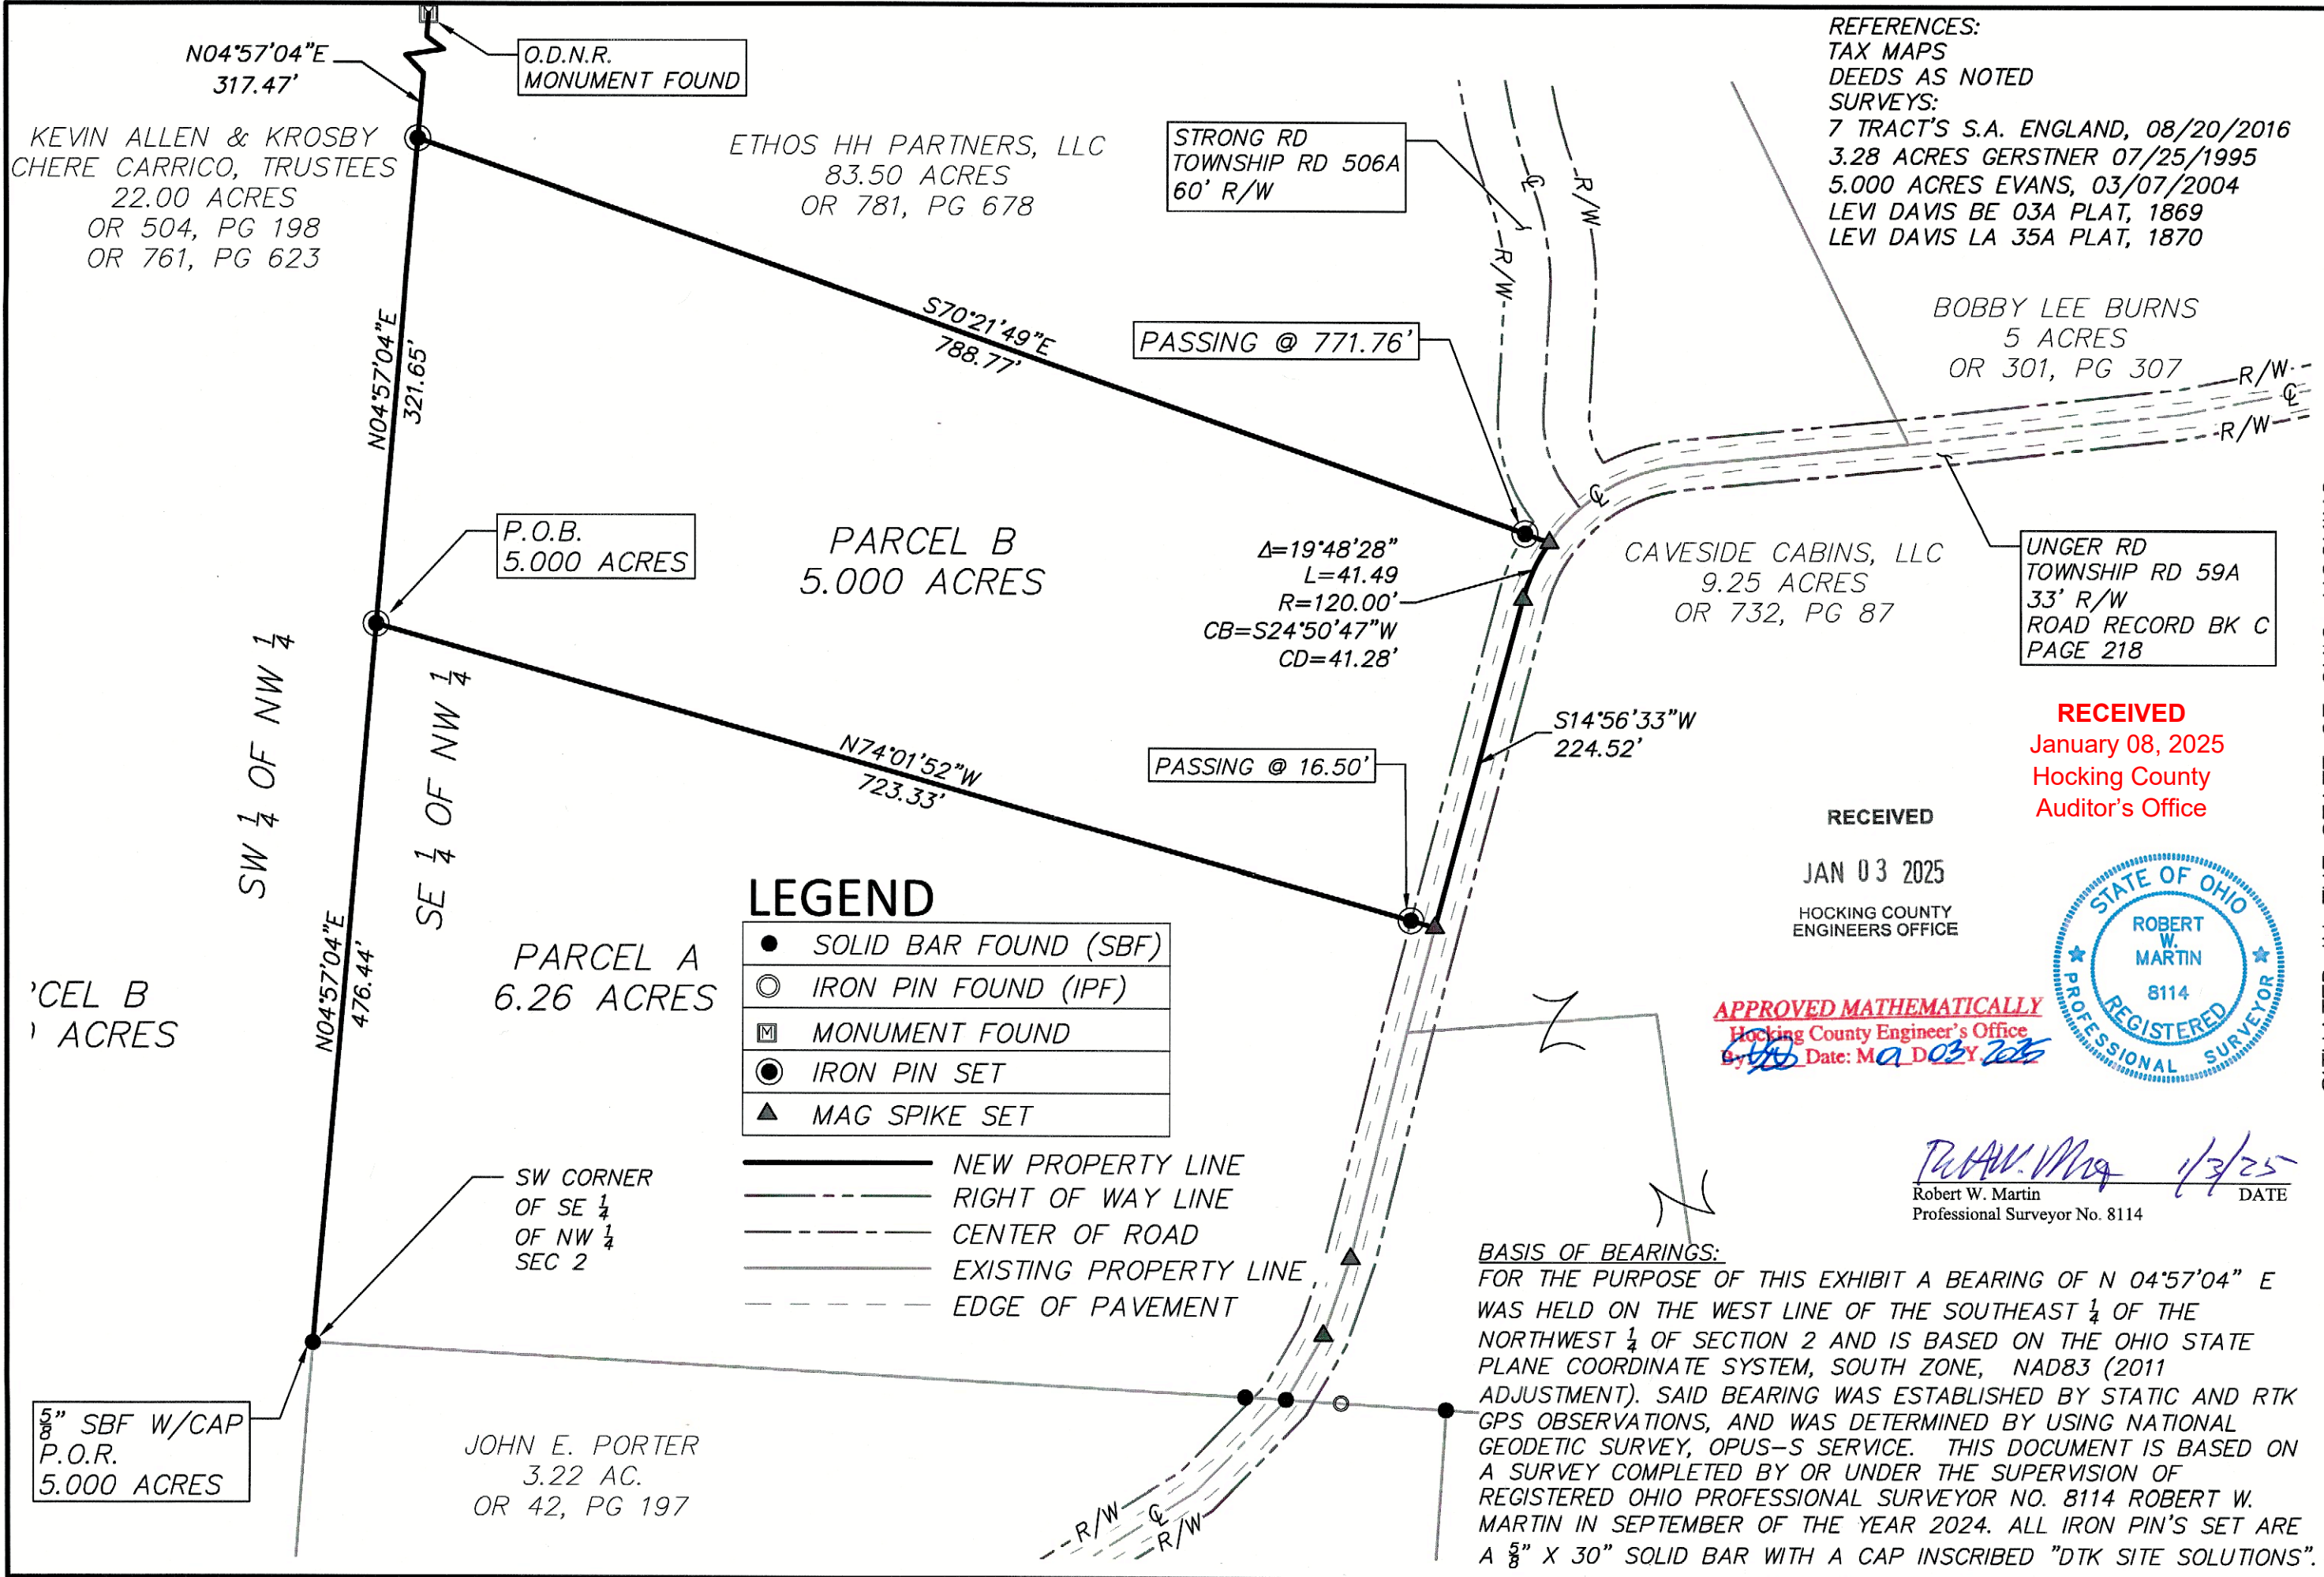 N04°57'04"E
317.47'
O.D.N.R.
MONUMENT FOUND
KEVIN ALLEN & KROSBY
CHERE CARRICO, TRUSTEES
22.00 ACRES
OR 504, PG 198
OR 761, PG 623
ETHOS HH PARTNERS, LLC
83.50 ACRES
OR 781, PG 678
STRONG RD
TOWNSHIP RD 506A
60' R/W
REFERENCES:
TAX MAPS
DEEDS AS NOTED
SURVEYS:
7 TRACT'S S.A. ENGLAND, 08/20/2016
3.28 ACRES GERSTNER 07/25/1995
5.000 ACRES EVANS, 03/07/2004
LEVI DAVIS BE 03A PLAT, 1869
LEVI DAVIS LA 35A PLAT, 1870
℄
R/W
R/W
BOBBY LEE BURNS
5 ACRES
OR 301, PG 307
R/W
℄
R/W
N04°57'04"E
321.65'
S70°21'49"E
788.77'
PASSING @ 771.76'
℄
P.O.B.
5.000 ACRES
PARCEL B
5.000 ACRES
Δ=19°48'28"
L=41.49
R=120.00'
CB=S24°50'47"W
CD=41.28'
CAVESIDE CABINS, LLC
9.25 ACRES
OR 732, PG 87
UNGER RD
TOWNSHIP RD 59A
33' R/W
ROAD RECORD BK C
PAGE 218
SW 1/4 OF NW 1/4
SE 1/4 OF NW 1/4
N74°01'52"W
723.33'
PASSING @ 16.50'
S14°56'33"W
224.52'
RECEIVED
January 08, 2025
Hocking County
Auditor's Office
RECEIVED
JAN 03 2025
HOCKING COUNTY
ENGINEERS OFFICE
STATE OF OHIO
ROBERT
W.
MARTIN
8114
REGISTERED
PROFESSIONAL SURVEYOR
APPROVED MATHEMATICALLY
Hocking County Engineer's Office
By Date: M 01 D 03 Y. 2025
N04°57'04"E
476.44'
'CEL B
ACRES
PARCEL A
6.26 ACRES
LEGEND
SOLID BAR FOUND (SBF)
IRON PIN FOUND (IPF)
M MONUMENT FOUND
IRON PIN SET
MAG SPIKE SET
NEW PROPERTY LINE
RIGHT OF WAY LINE
CENTER OF ROAD
EXISTING PROPERTY LINE
EDGE OF PAVEMENT
SW CORNER
OF SE 1/4
OF NW 1/4
SEC 2
1/3/25
Robert W. Martin DATE
Professional Surveyor No. 8114
5/8" SBF W/CAP
P.O.R.
5.000 ACRES
JOHN E. PORTER
3.22 AC.
OR 42, PG 197
R/W
℄
R/W
BASIS OF BEARINGS:
FOR THE PURPOSE OF THIS EXHIBIT A BEARING OF N 04°57'04" E
WAS HELD ON THE WEST LINE OF THE SOUTHEAST 1/4 OF THE
NORTHWEST 1/4 OF SECTION 2 AND IS BASED ON THE OHIO STATE
PLANE COORDINATE SYSTEM, SOUTH ZONE, NAD83 (2011
ADJUSTMENT). SAID BEARING WAS ESTABLISHED BY STATIC AND RTK
GPS OBSERVATIONS, AND WAS DETERMINED BY USING NATIONAL
GEODETIC SURVEY, OPUS-S SERVICE. THIS DOCUMENT IS BASED ON
A SURVEY COMPLETED BY OR UNDER THE SUPERVISION OF
REGISTERED OHIO PROFESSIONAL SURVEYOR NO. 8114 ROBERT W.
MARTIN IN SEPTEMBER OF THE YEAR 2024. ALL IRON PIN'S SET ARE
A 5/8" X 30" SOLID BAR WITH A CAP INSCRIBED "DTK SITE SOLUTIONS".